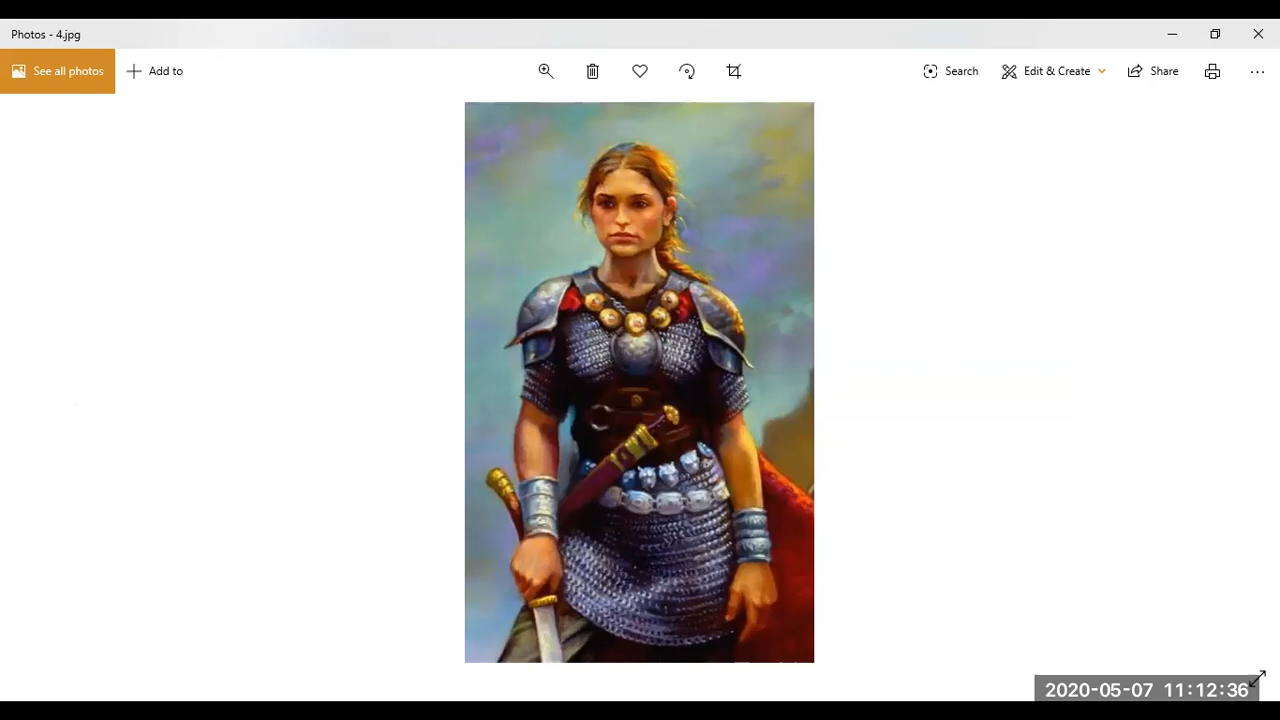 Photos - 4.jpg
See all photos
Add to
Search
Edit & Create
Share
2020-05-07 11:12:36